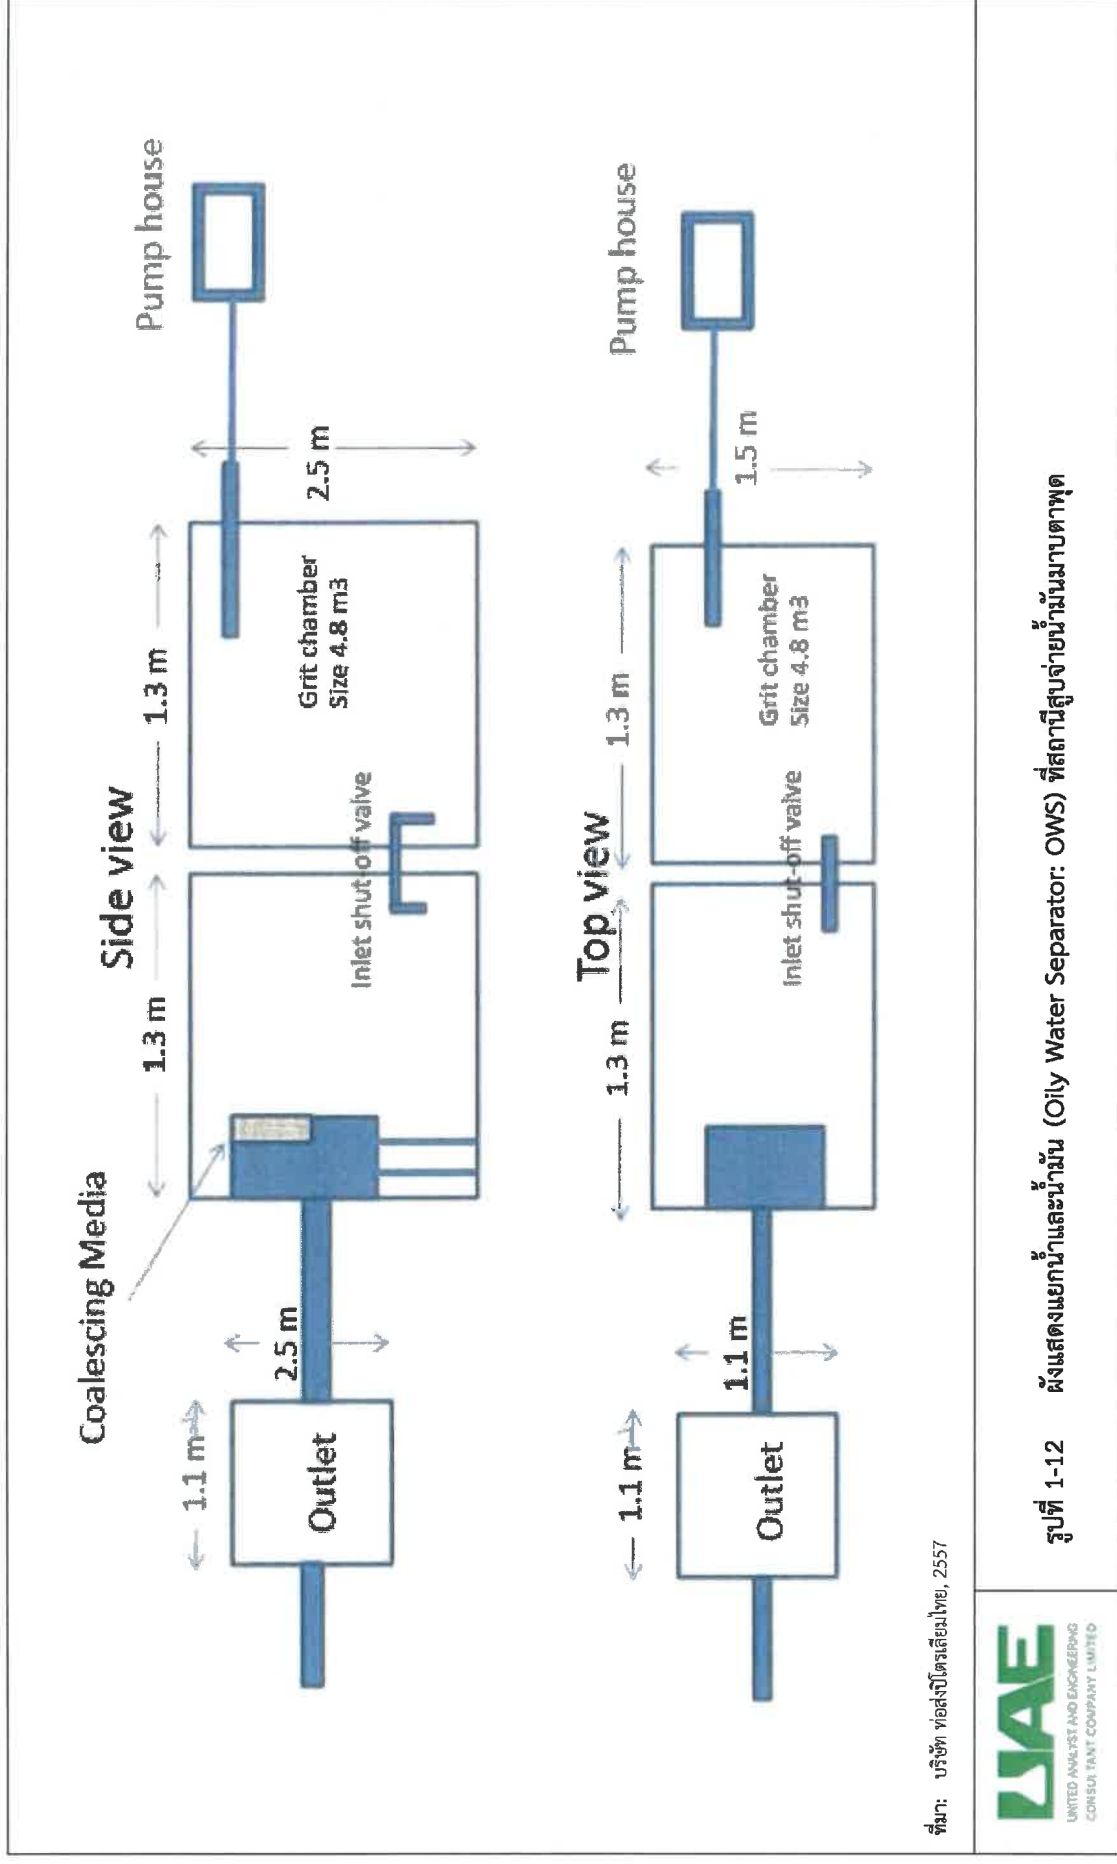 Side view
Pump house
Coalescing Media
1.3 m
1.3 m
1.1 m
2.5 m
2.5 m
Outlet
Inlet shut-off valve
Grit chamber
Size 4.8 m3
Top view
Pump house
1.3 m
1.3 m
1.1 m
1.1 m
1.5 m
Outlet
Inlet shut-off valve
Grit chamber
Size 4.8 m3
ที่มา: บริษัท ท่อส่งปิโตรเลียมไทย, 2557
UAE
UNITED ANALYST AND ENGINEERING
CONSULTANT COMPANY LIMITED
รูปที่ 1-12 ผังแสดงแยกน้ำและน้ำมัน (Oily Water Separator: OWS) ที่สถานีสูบจ่ายน้ำมันมาบตาพุด